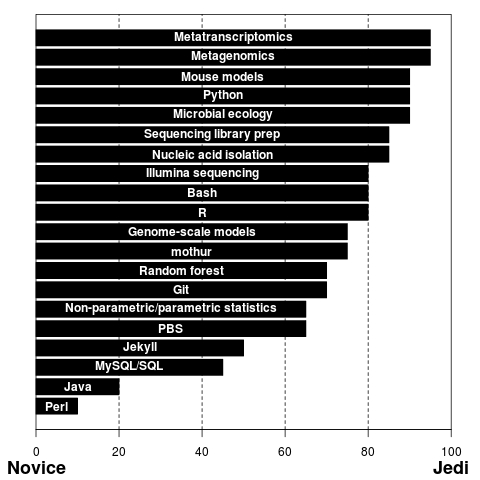 Metatranscriptomics
Metagenomics
Mouse models
Python
Microbial ecology
Sequencing library prep
Nucleic acid isolation
Illumina sequencing
Bash
R
Genome-scale models
mothur
Random forest
Git
Non-parametric/parametric statistics
PBS
Jekyll
MySQL/SQL
Java
Perl
0 20 40 60 80 100
Novice Jedi